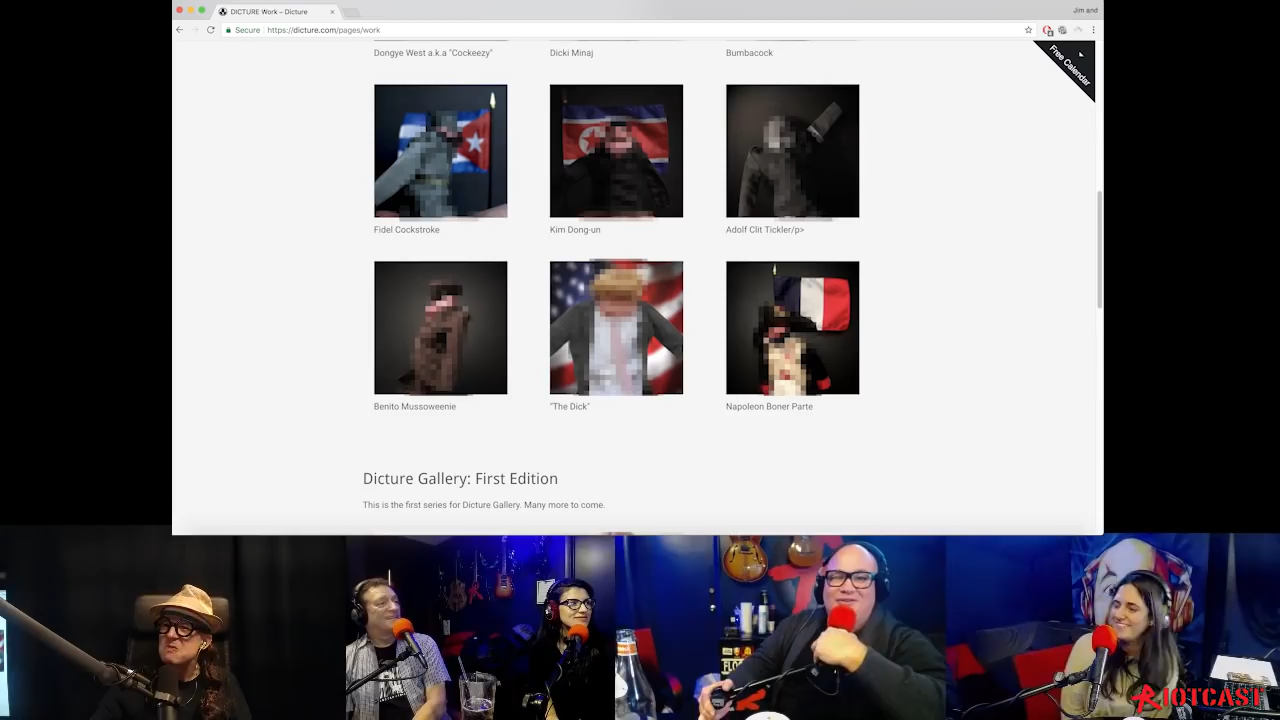 DICTURE Work – Dicture
Jim and
Secure
https://dicture.com/pages/work
Free Calendar
Dongye West a.k.a "Cockeezy"
Dicki Minaj
Bumbacock
Fidel Cockstroke
Kim Dong-un
Adolf Clit Tickler/p>
Benito Mussoweenie
"The Dick"
Napoleon Boner Parte
Dicture Gallery: First Edition
This is the first series for Dicture Gallery. Many more to come.
RIOTCAST